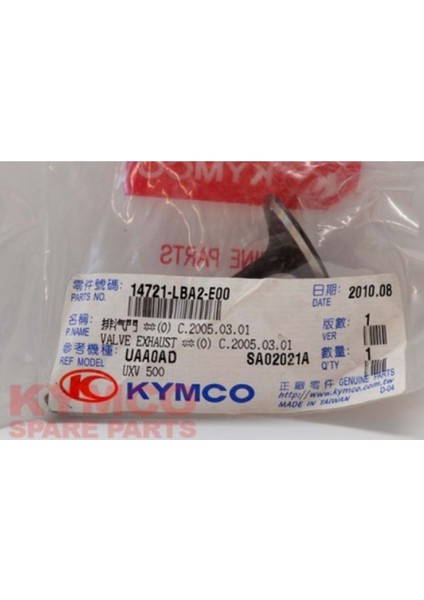 KYMCO
GENUINE PARTS
零件號碼: 14721-LBA2-E00 日期: 2010.08
PARTS NO. DATE
名稱: 排汽門 **(O) C.2005.03.01 版數: 1
P.NAME VALVE EXHAUST **(O) C.2005.03.01 VER
參考機種: UAA0AD SA02021A 數量: 1
REF MODEL UXV 500 Q'TY
KYMCO 正廠零件 GENUINE PARTS
http://www.kymco.com
MADE IN TAIWAN D-04
KYMCO
SPARE PARTS